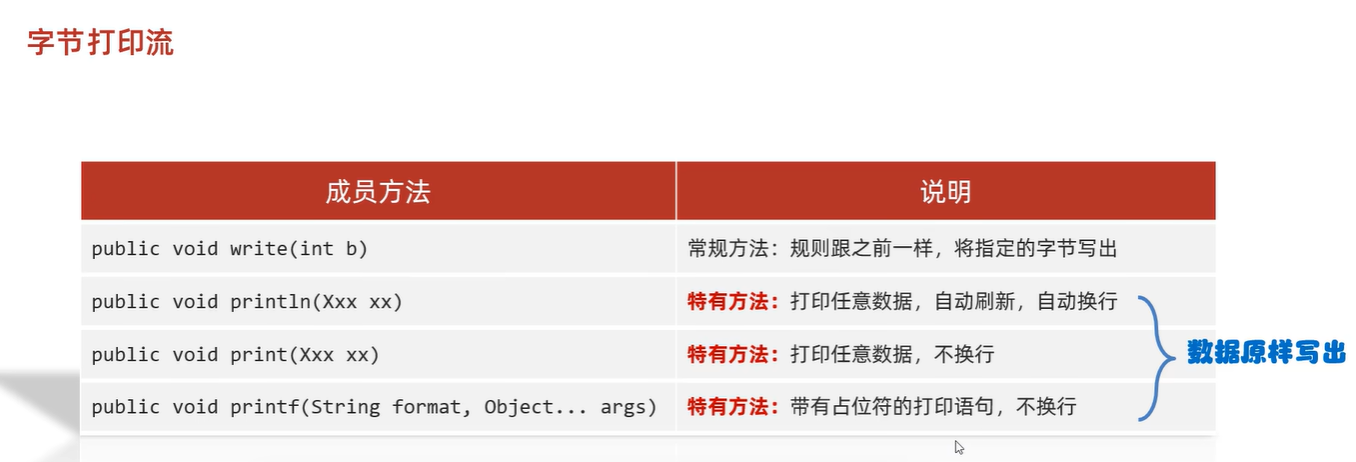 字节打印流
成员方法 说明
public void write(int b) 常规方法：规则跟之前一样，将指定的字节写出
public void println(Xxx xx) 特有方法：打印任意数据，自动刷新，自动换行
public void print(Xxx xx) 特有方法：打印任意数据，不换行
数据原样写出
public void printf(String format, Object... args) 特有方法：带有占位符的打印语句，不换行